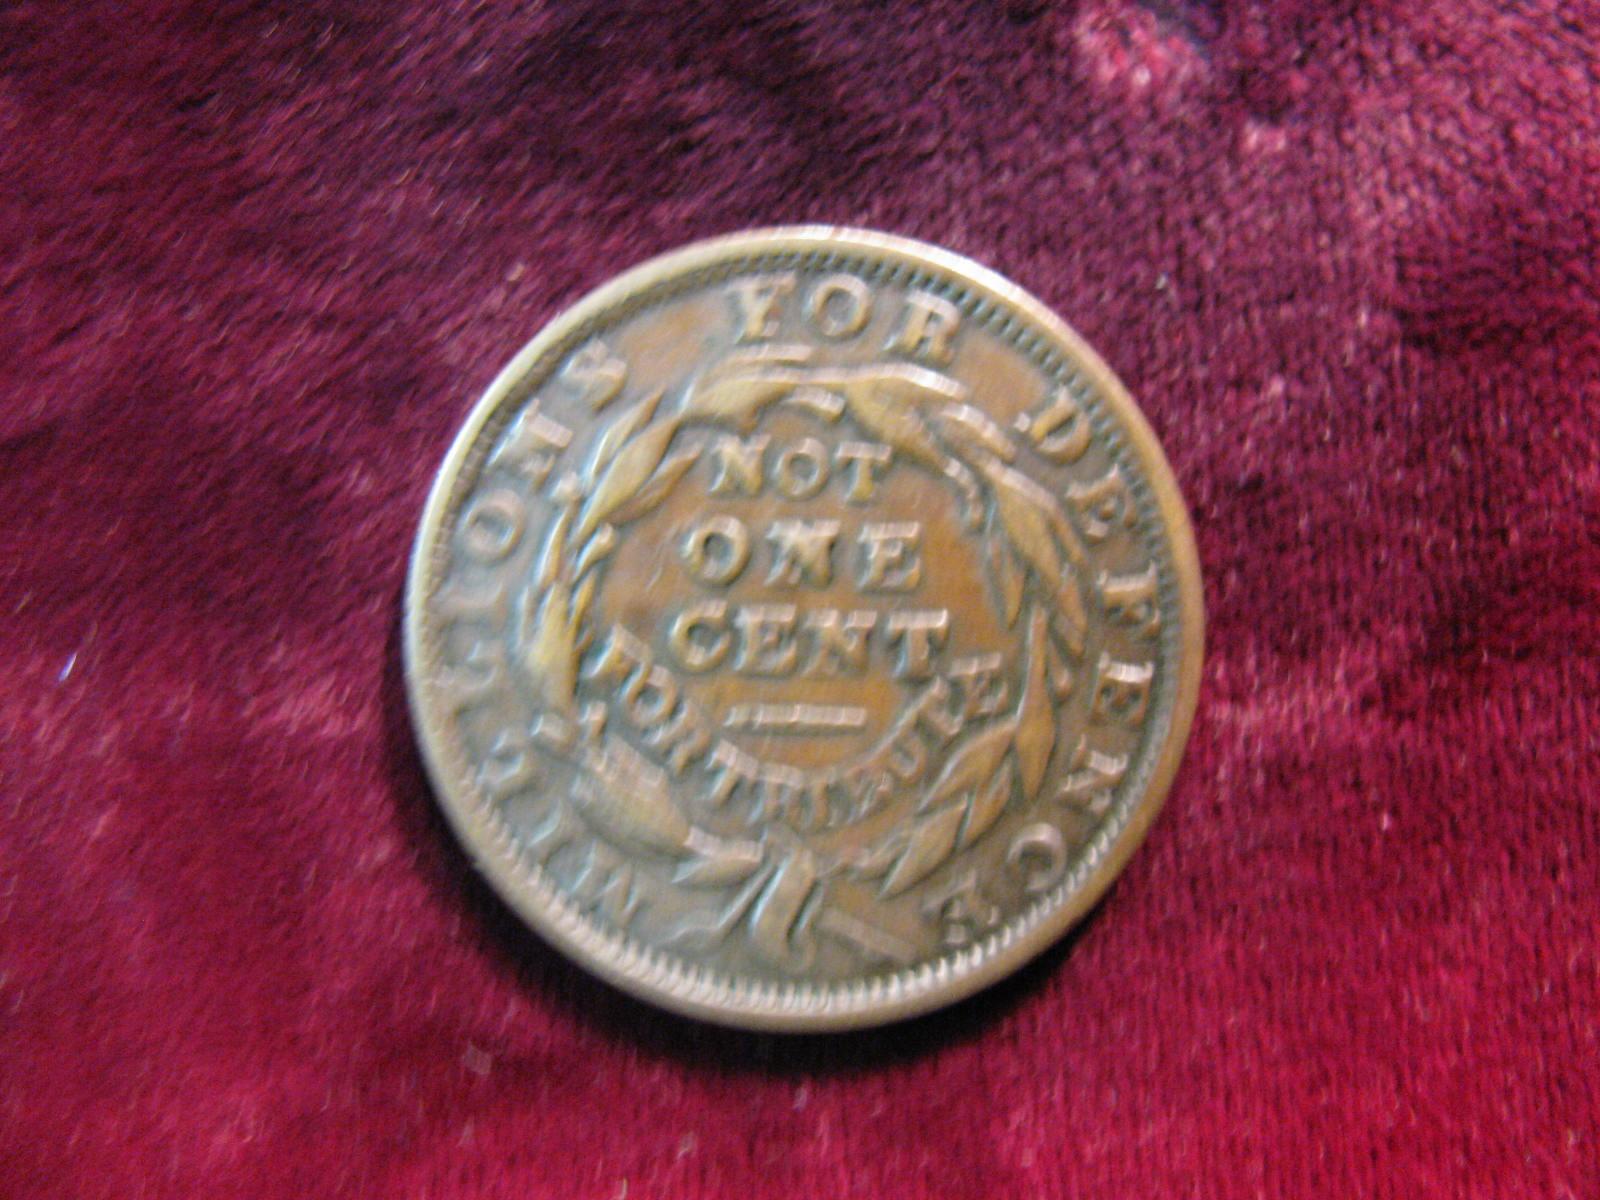 MILLIONS FOR DEFENCE
NOT
ONE
CENT
FOR TRIBUTE